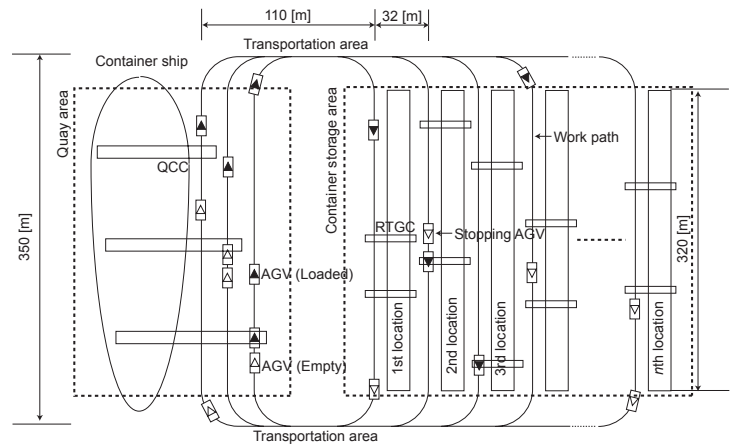 110 [m]
32 [m]
Transportation area
Container ship
Quay area
Container storage area
QCC
Work path
350 [m]
RTGC
Stopping AGV
320 [m]
AGV (Loaded)
1st location
2nd location
3rd location
nth location
AGV (Empty)
Transportation area